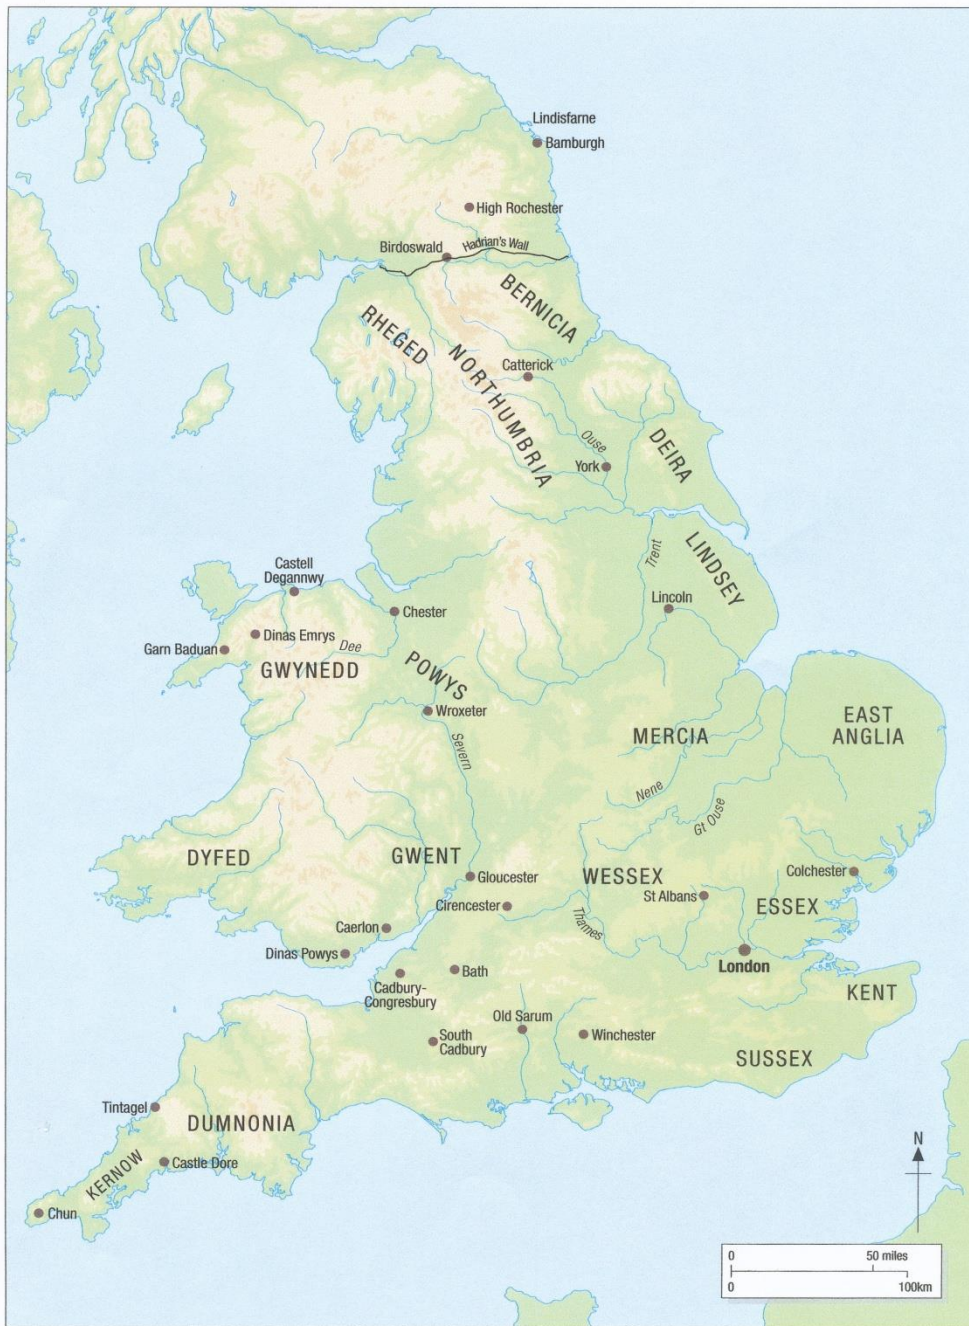 Lindisfarne
Bamburgh
High Rochester
Birdoswald
Hadrian's Wall
BERNICIA
RHEGED
NORTHUMBRIA
Catterick
Ouse
DEIRA
York
Trent
LINDSEY
Castell
Degannwy
Chester
Lincoln
Dinas Emrys
Garn Baduan
Dee
GWYNEDD
POWYS
Wroxeter
Severn
MERCIA
EAST
ANGLIA
Nene
Gt Ouse
DYFED
GWENT
Gloucester
WESSEX
Colchester
St Albans
ESSEX
Cirencester
Thames
Caerlon
Dinas Powys
London
Bath
Cadbury-
Congresbury
KENT
Old Sarum
South
Cadbury
Winchester
SUSSEX
Tintagel
DUMNONIA
Castle Dore
KERNOW
Chun
N
0 50 miles
0 100km